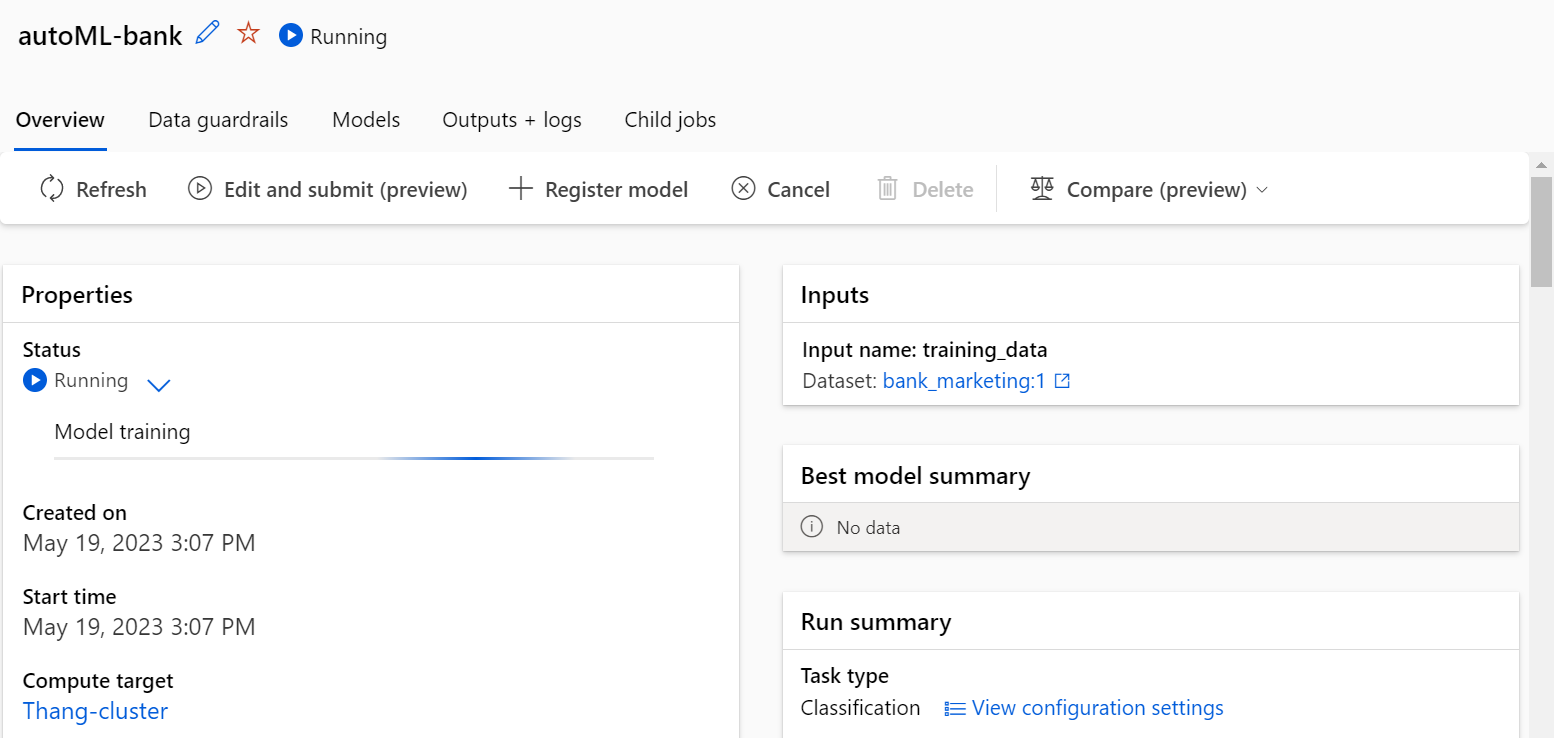 autoML-bank Running
Overview Data guardrails Models Outputs + logs Child jobs
Refresh Edit and submit (preview) Register model Cancel Delete Compare (preview)
Properties
Status
Running
Model training
Created on
May 19, 2023 3:07 PM
Start time
May 19, 2023 3:07 PM
Compute target
Thang-cluster
Inputs
Input name: training_data
Dataset: bank_marketing:1
Best model summary
No data
Run summary
Task type
Classification View configuration settings